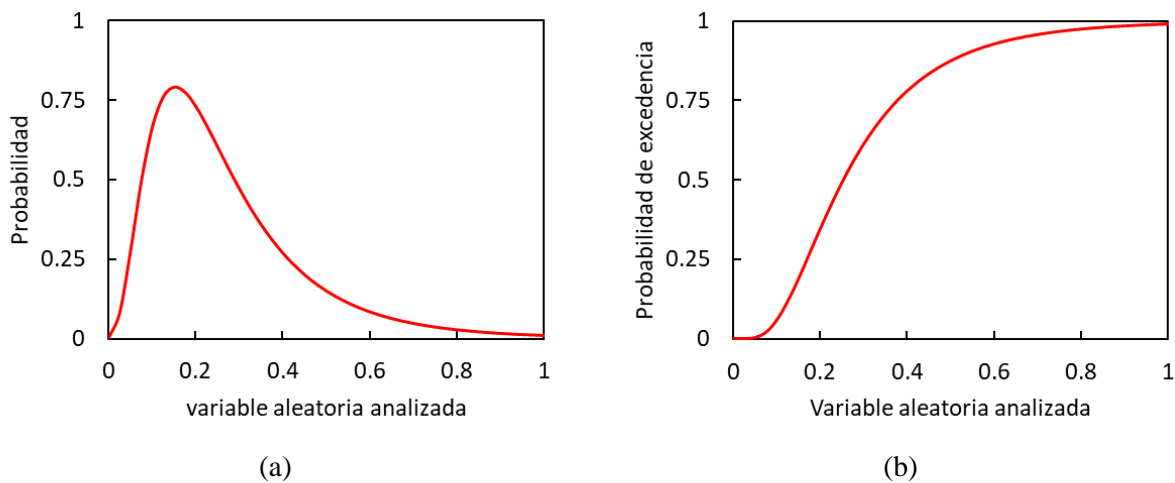 Probabilidad
1
0.75
0.5
0.25
0
0 0.2 0.4 0.6 0.8 1
variable aleatoria analizada
(a)
Probabilidad de excedencia
1
0.75
0.5
0.25
0
0 0.2 0.4 0.6 0.8 1
Variable aleatoria analizada
(b)